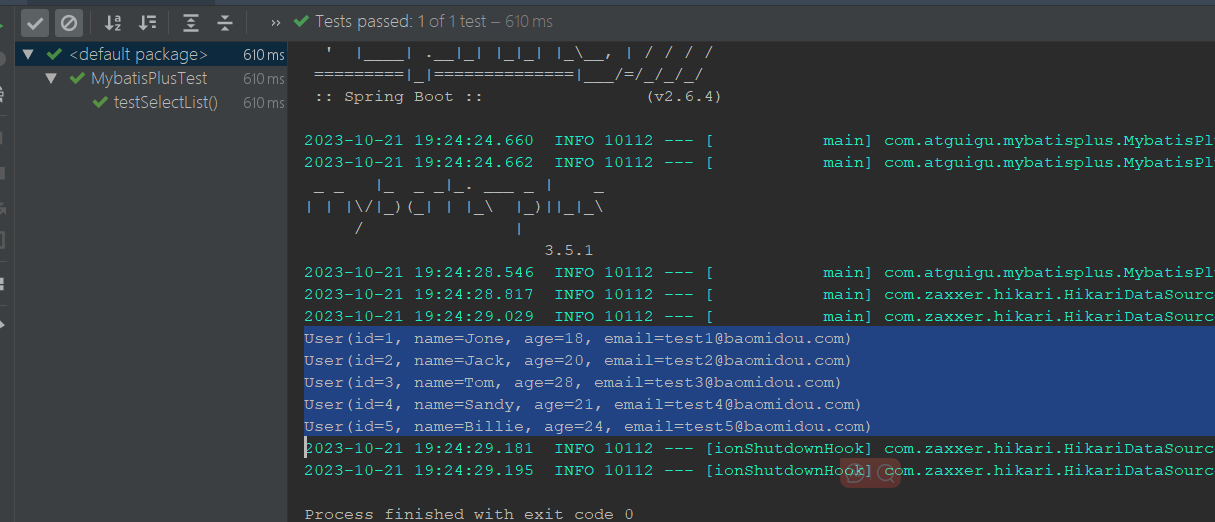 Tests passed: 1 of 1 test – 610 ms
<default package> 610 ms
MybatisPlusTest 610 ms
testSelectList() 610 ms
' |____| .__|_| |_|_| |_\__, | / / / /
=========|_|==============|___/=/_/_/_/
:: Spring Boot :: (v2.6.4)
2023-10-21 19:24:24.660 INFO 10112 --- [ main] com.atguigu.mybatisplus.MybatisPl
2023-10-21 19:24:24.662 INFO 10112 --- [ main] com.atguigu.mybatisplus.MybatisPl
_ _ |_ _ _|_. ___ _ | _
| | |\/|_)(_| | |_\ |_)||_|_\
/ |
3.5.1
2023-10-21 19:24:28.546 INFO 10112 --- [ main] com.atguigu.mybatisplus.MybatisPl
2023-10-21 19:24:28.817 INFO 10112 --- [ main] com.zaxxer.hikari.HikariDataSourc
2023-10-21 19:24:29.029 INFO 10112 --- [ main] com.zaxxer.hikari.HikariDataSourc
User(id=1, name=Jone, age=18, email=test1@baomidou.com)
User(id=2, name=Jack, age=20, email=test2@baomidou.com)
User(id=3, name=Tom, age=28, email=test3@baomidou.com)
User(id=4, name=Sandy, age=21, email=test4@baomidou.com)
User(id=5, name=Billie, age=24, email=test5@baomidou.com)
2023-10-21 19:24:29.181 INFO 10112 --- [ionShutdownHook] com.zaxxer.hikari.HikariDataSourc
2023-10-21 19:24:29.195 INFO 10112 --- [ionShutdownHook] com.zaxxer.hikari.HikariDataSourc
Process finished with exit code 0